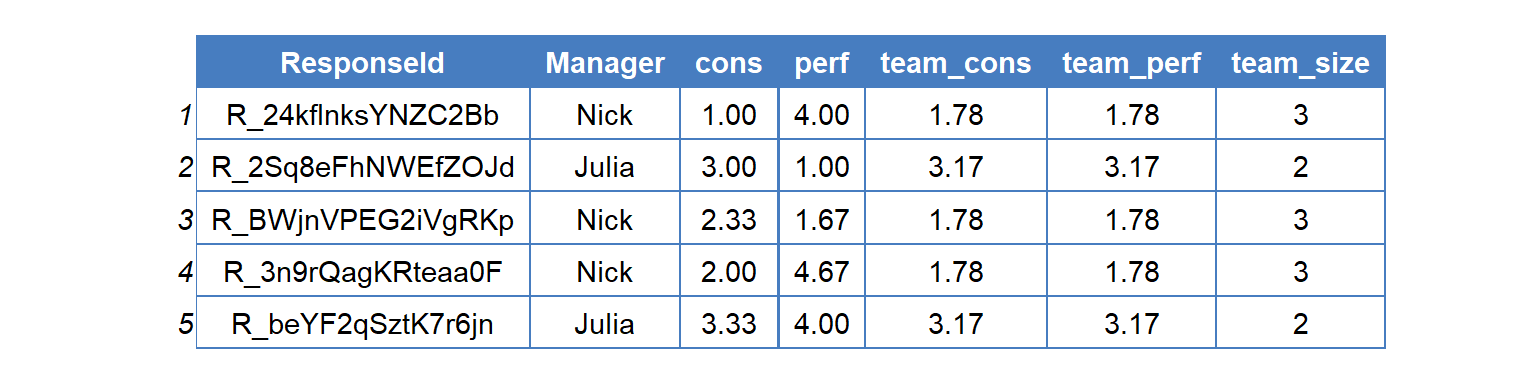 ResponseId Manager cons perf team_cons team_perf team_size
1 R_24kflnksYNZC2Bb Nick 1.00 4.00 1.78 1.78 3
2 R_2Sq8eFhNWEfZOJd Julia 3.00 1.00 3.17 3.17 2
3 R_BWjnVPEG2iVgRKp Nick 2.33 1.67 1.78 1.78 3
4 R_3n9rQagKRteaa0F Nick 2.00 4.67 1.78 1.78 3
5 R_beYF2qSztK7r6jn Julia 3.33 4.00 3.17 3.17 2